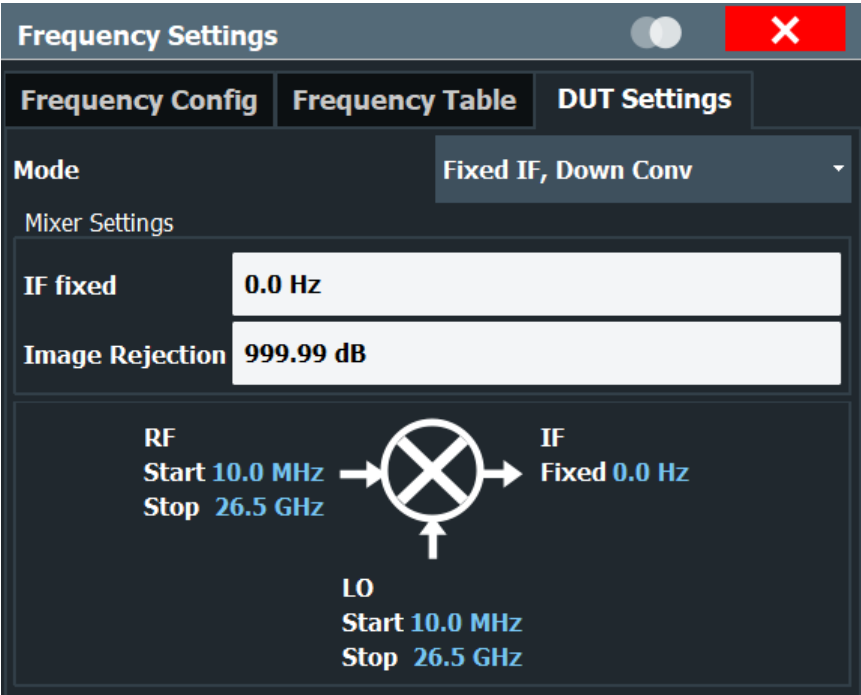 Frequency Settings
Frequency Config Frequency Table DUT Settings
Mode Fixed IF, Down Conv
Mixer Settings
IF fixed 0.0 Hz
Image Rejection 999.99 dB
RF
Start 10.0 MHz
Stop 26.5 GHz
IF
Fixed 0.0 Hz
LO
Start 10.0 MHz
Stop 26.5 GHz